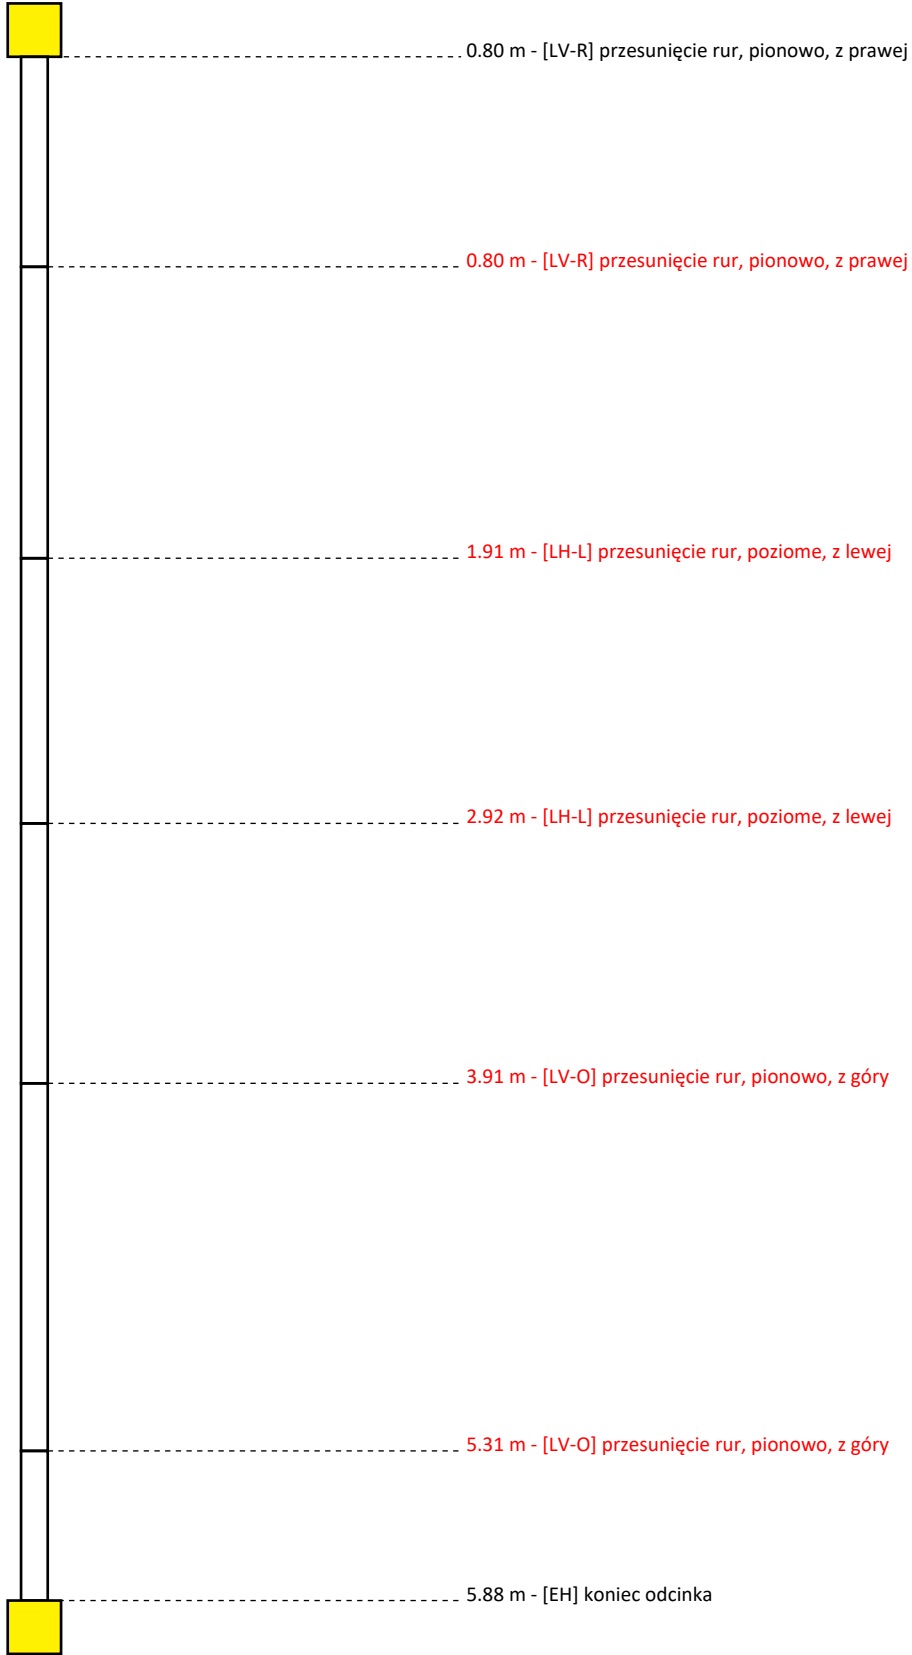 0.80 m - [LV-R] przesunięcie rur, pionowo, z prawej
0.80 m - [LV-R] przesunięcie rur, pionowo, z prawej
1.91 m - [LH-L] przesunięcie rur, poziome, z lewej
2.92 m - [LH-L] przesunięcie rur, poziome, z lewej
3.91 m - [LV-O] przesunięcie rur, pionowo, z góry
5.31 m - [LV-O] przesunięcie rur, pionowo, z góry
5.88 m - [EH] koniec odcinka